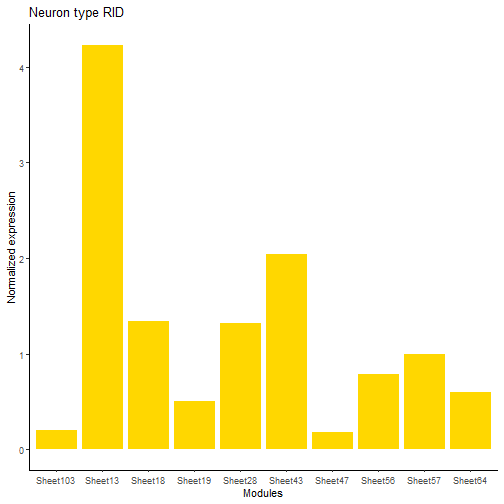 Neuron type RID
Normalized expression
4
3
2
1
0
Sheet103 Sheet13 Sheet18 Sheet19 Sheet28 Sheet43 Sheet47 Sheet56 Sheet57 Sheet64
Modules